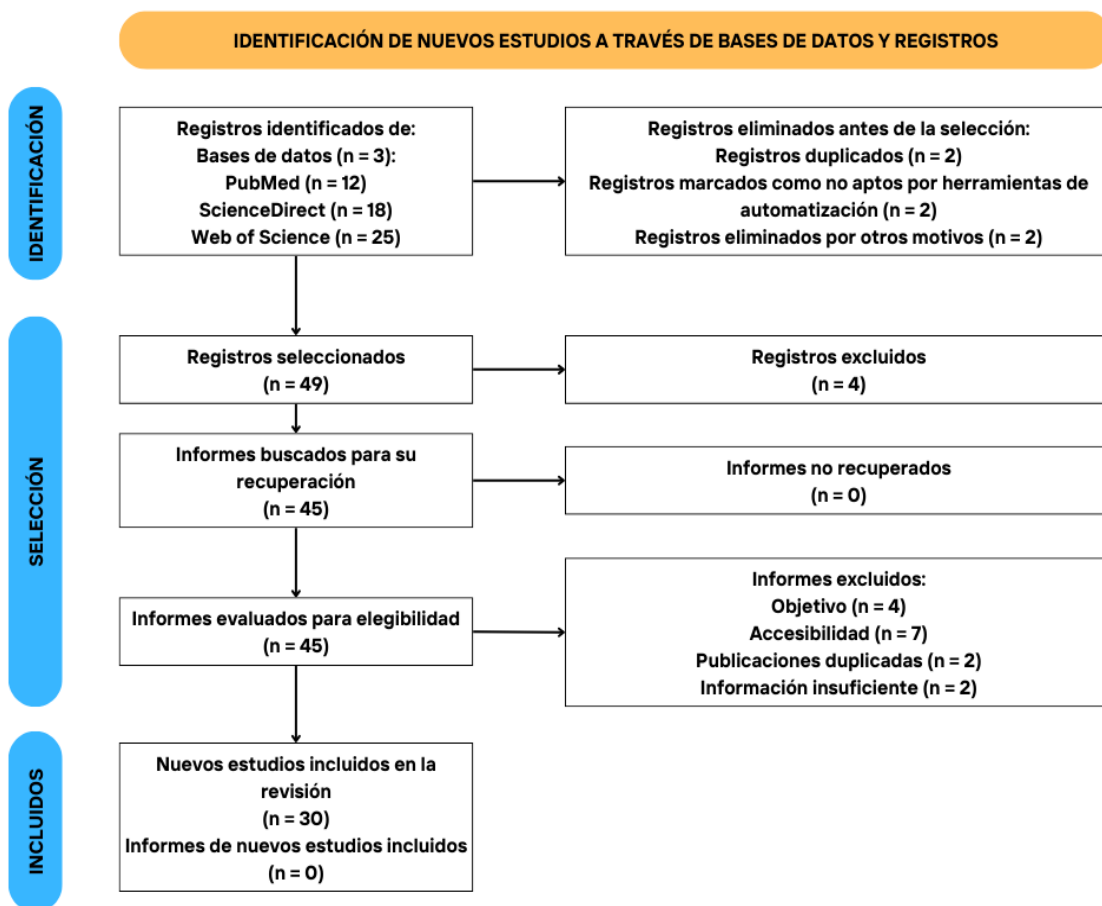 IDENTIFICACIÓN DE NUEVOS ESTUDIOS A TRAVÉS DE BASES DE DATOS Y REGISTROS
IDENTIFICACIÓN
Registros identificados de:
Bases de datos (n = 3):
PubMed (n = 12)
ScienceDirect (n = 18)
Web of Science (n = 25)
Registros eliminados antes de la selección:
Registros duplicados (n = 2)
Registros marcados como no aptos por herramientas de
automatización (n = 2)
Registros eliminados por otros motivos (n = 2)
SELECCIÓN
Registros seleccionados
(n = 49)
Registros excluidos
(n = 4)
Informes buscados para su
recuperación
(n = 45)
Informes no recuperados
(n = 0)
Informes evaluados para elegibilidad
(n = 45)
Informes excluidos:
Objetivo (n = 4)
Accesibilidad (n = 7)
Publicaciones duplicadas (n = 2)
Información insuficiente (n = 2)
INCLUIDOS
Nuevos estudios incluidos en la
revisión
(n = 30)
Informes de nuevos estudios incluidos
(n = 0)